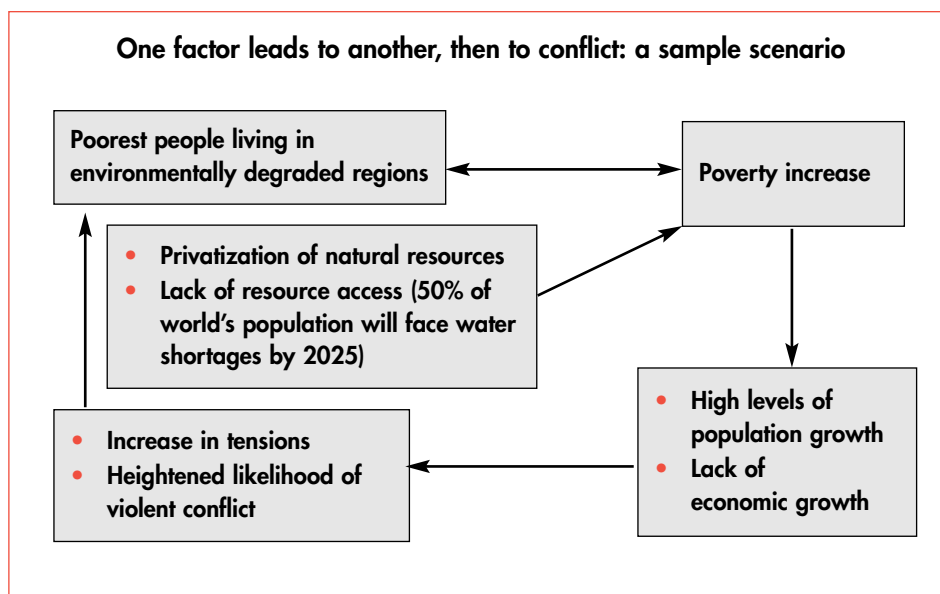 One factor leads to another, then to conflict: a sample scenario
Poorest people living in
environmentally degraded regions
Poverty increase
• Privatization of natural resources
• Lack of resource access (50% of
world’s population will face water
shortages by 2025)
• High levels of
population growth
• Lack of
economic growth
• Increase in tensions
• Heightened likelihood of
violent conflict